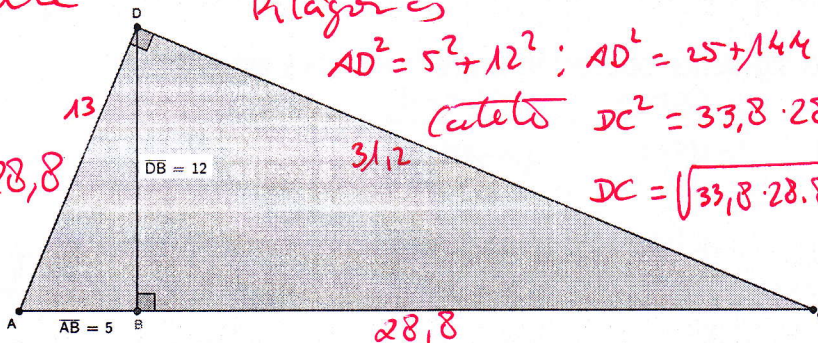 Pitágoras
D
AD² = 5² + 12² ; AD² = 25 + 144
13
Cateto DC² = 33,8 · 28
28,8
DB = 12
31,2
DC = √33,8 · 28.8
A
AB = 5
B
28,8